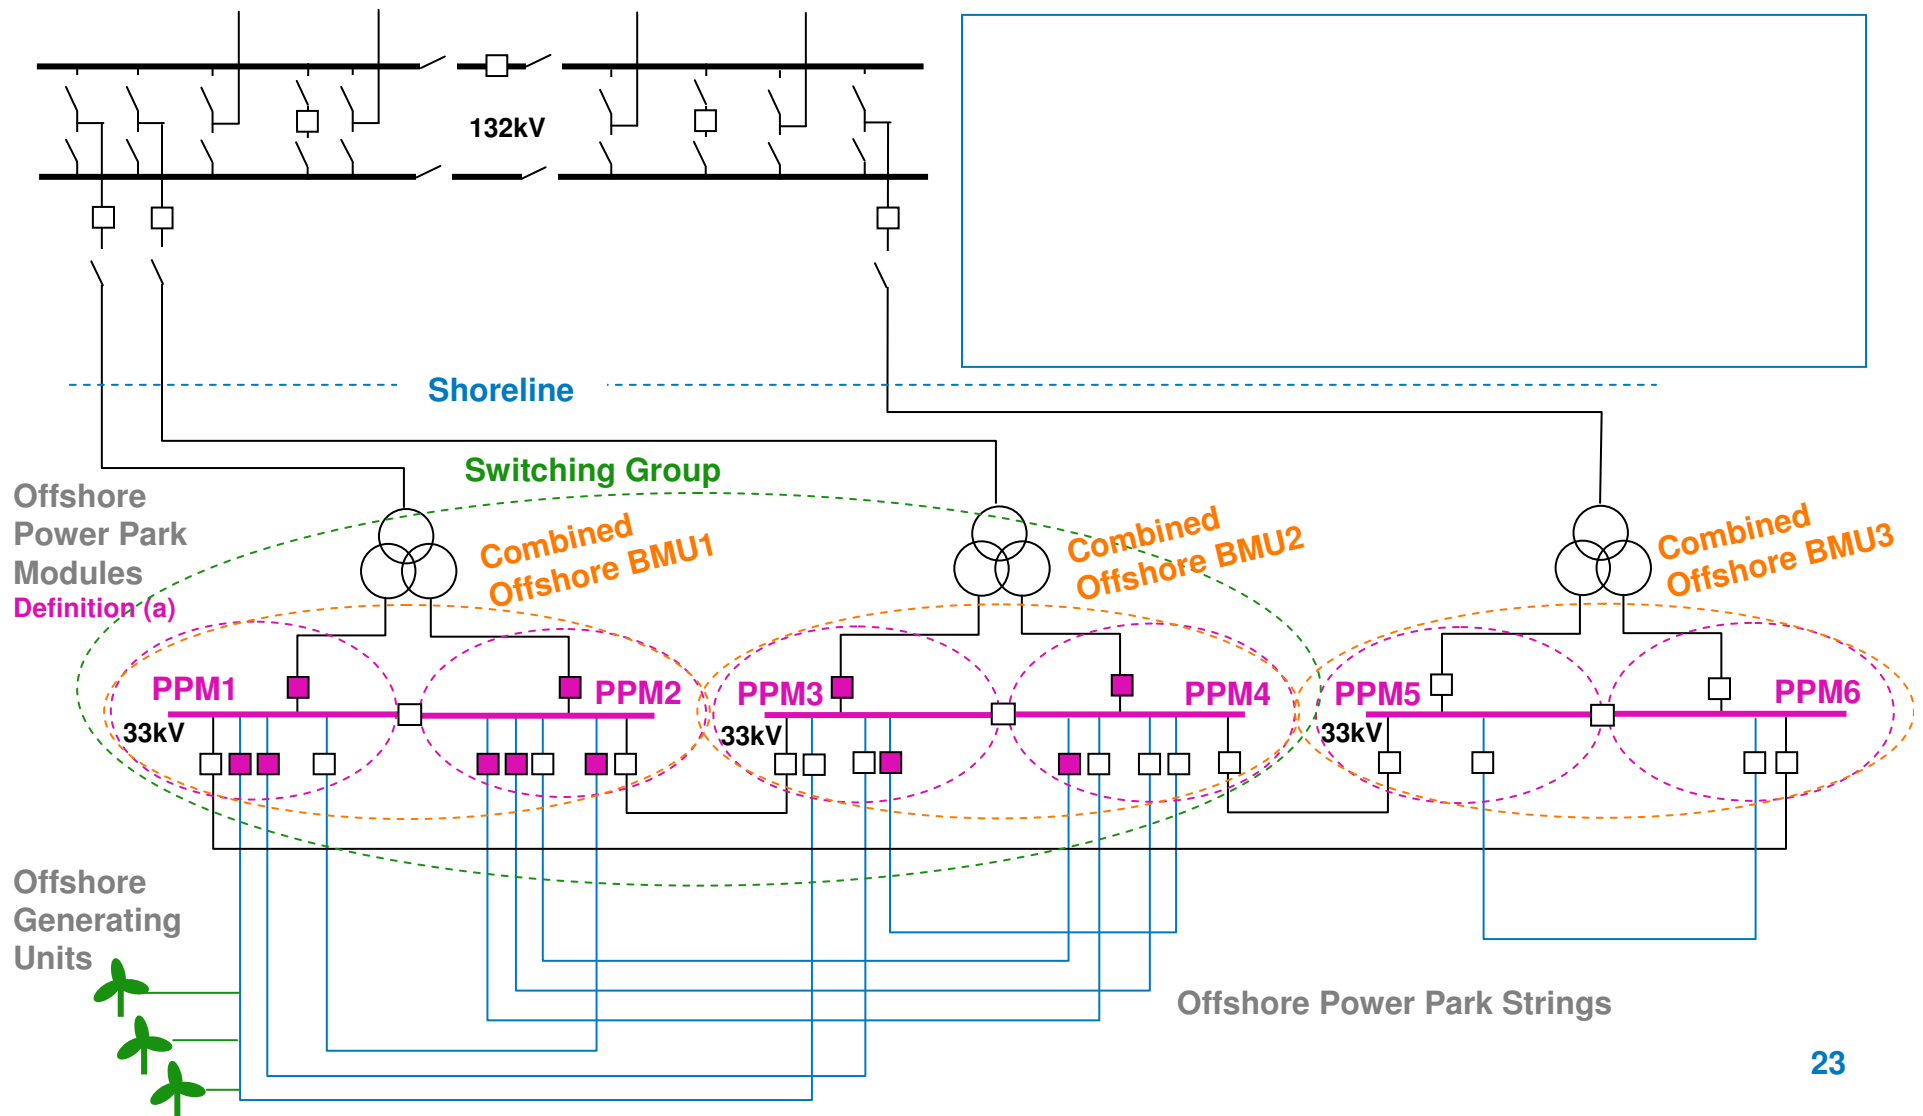 132kV
Shoreline
Switching Group
Offshore
Power Park
Modules
Definition (a)
Combined
Offshore BMU1
Combined
Offshore BMU2
Combined
Offshore BMU3
PPM1
PPM2
PPM3
PPM4
PPM5
PPM6
33kV
33kV
33kV
Offshore
Generating
Units
Offshore Power Park Strings
23